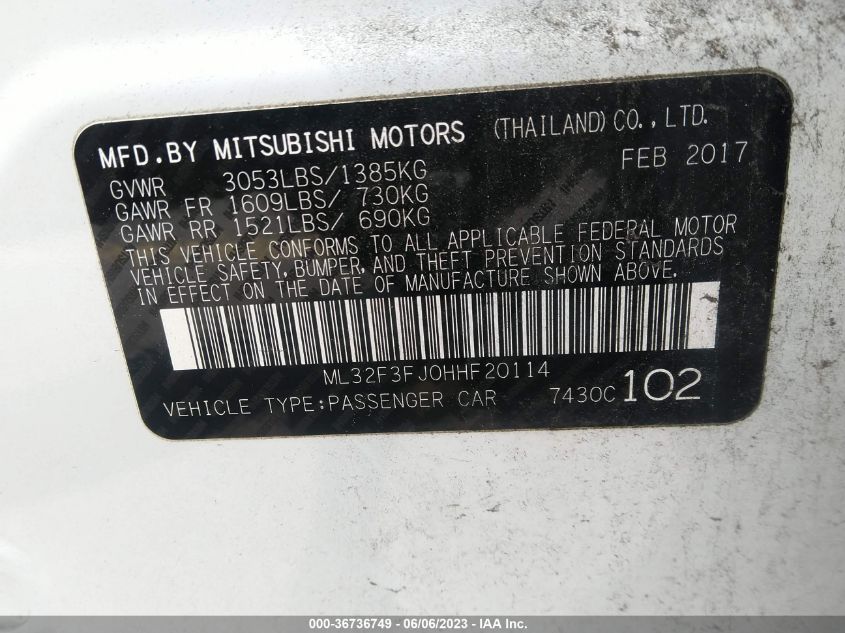 MFD.BY MITSUBISHI MOTORS (THAILAND) CO., LTD.
FEB 2017
GVWR 3053LBS/1385KG
GAWR FR 1609LBS/ 730KG
GAWR RR 1521LBS/ 690KG
THIS VEHICLE CONFORMS TO ALL APPLICABLE FEDERAL MOTOR
VEHICLE SAFETY, BUMPER, AND THEFT PREVENTION STANDARDS
IN EFFECT ON THE DATE OF MANUFACTURE SHOWN ABOVE.
ML32F3FJ0HHF20114
VEHICLE TYPE:PASSENGER CAR 7430C 102
000-36736749 - 06/06/2023 - IAA Inc.